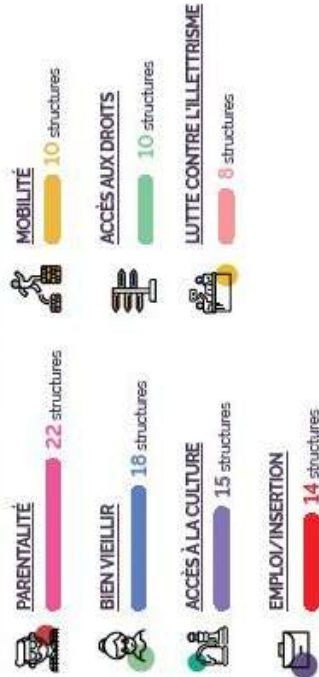 PARENTALITÉ
22 structures
BIEN VIEILLIR
18 structures
ACCÈS À LA CULTURE
15 structures
EMPLOI/INSERTION
14 structures
MOBILITÉ
10 structures
ACCÈS AUX DROITS
10 structures
LUTTE CONTRE L'ILLETTRISME
8 structures